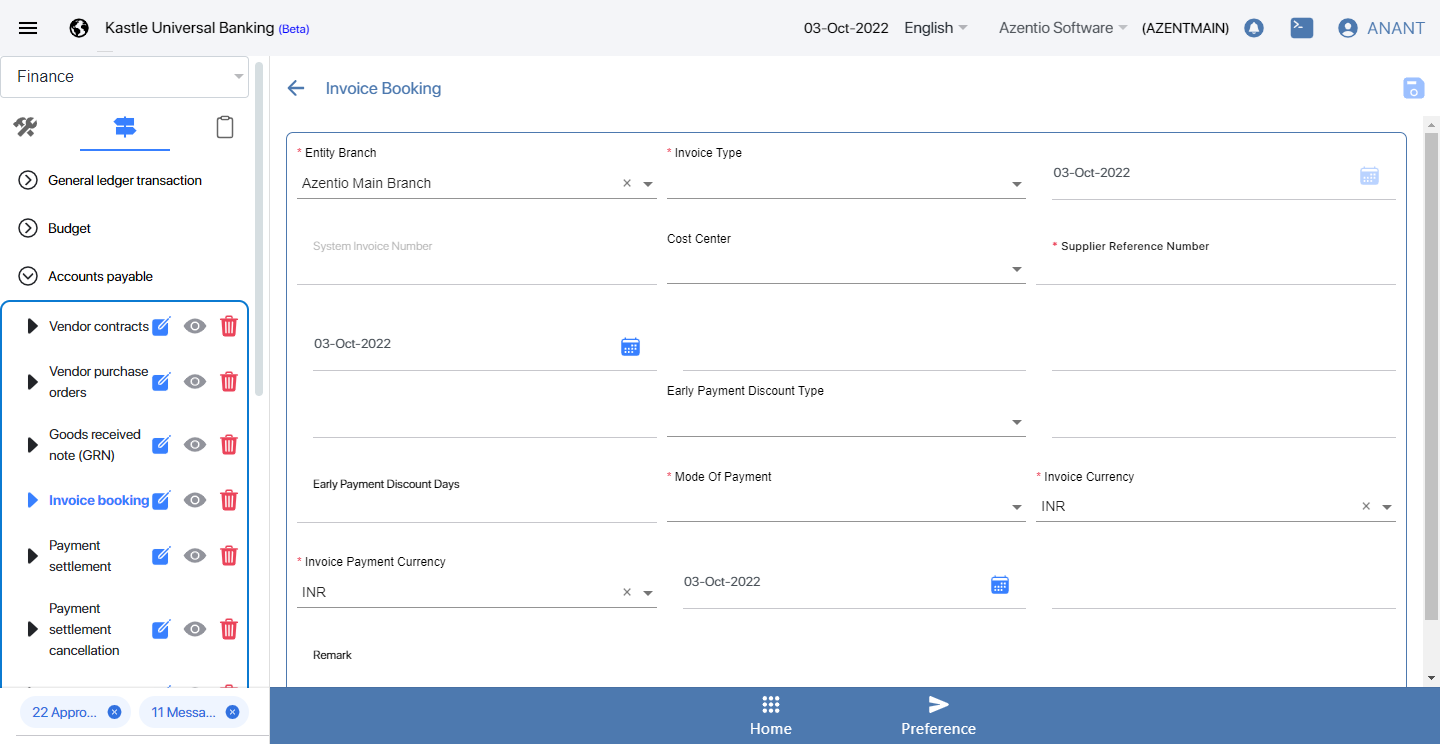 Kastle Universal Banking (Beta)
03-Oct-2022
English
Azentio Software
(AZENTMAIN)
ANANT
Finance
General ledger transaction
Budget
Accounts payable
Vendor contracts
Vendor purchase
orders
Goods received
note (GRN)
Invoice booking
Payment
settlement
Payment
settlement
cancellation
22 Appro...
11 Messa...
Invoice Booking
* Entity Branch
Azentio Main Branch
* Invoice Type
03-Oct-2022
System Invoice Number
Cost Center
* Supplier Reference Number
03-Oct-2022
Early Payment Discount Type
Early Payment Discount Days
* Mode Of Payment
* Invoice Currency
INR
* Invoice Payment Currency
INR
03-Oct-2022
Remark
Home
Preference